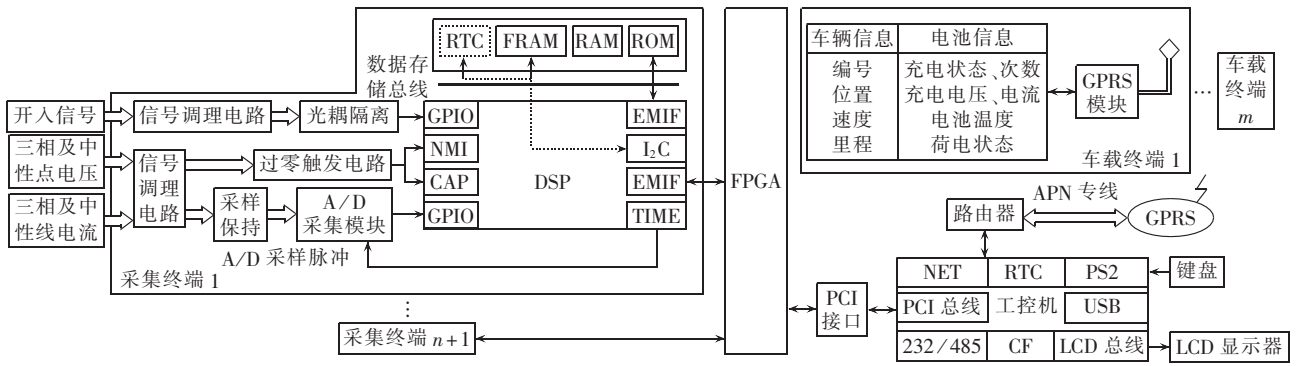 RTC
FRAM
RAM
ROM
数据存
储总线
开入信号
信号调理电路
光耦隔离
GPIO
EMIF
三相及中
性点电压
信号
调理
电路
过零触发电路
NMI
I₂C
CAP
DSP
EMIF
三相及中
性线电流
采样
保持
A/D
采集模块
GPIO
TIME
A/D 采样脉冲
采集终端 1
⋮
采集终端 n+1
FPGA
车辆信息
电池信息
编号
充电状态、次数
位置
充电电压、电流
速度
电池温度
里程
荷电状态
GPRS
模块
车载终端 1
…
车载
终端
m
APN 专线
路由器
GPRS
NET
RTC
PS2
键盘
PCI
接口
PCI 总线
工控机
USB
232/485
CF
LCD 总线
LCD 显示器